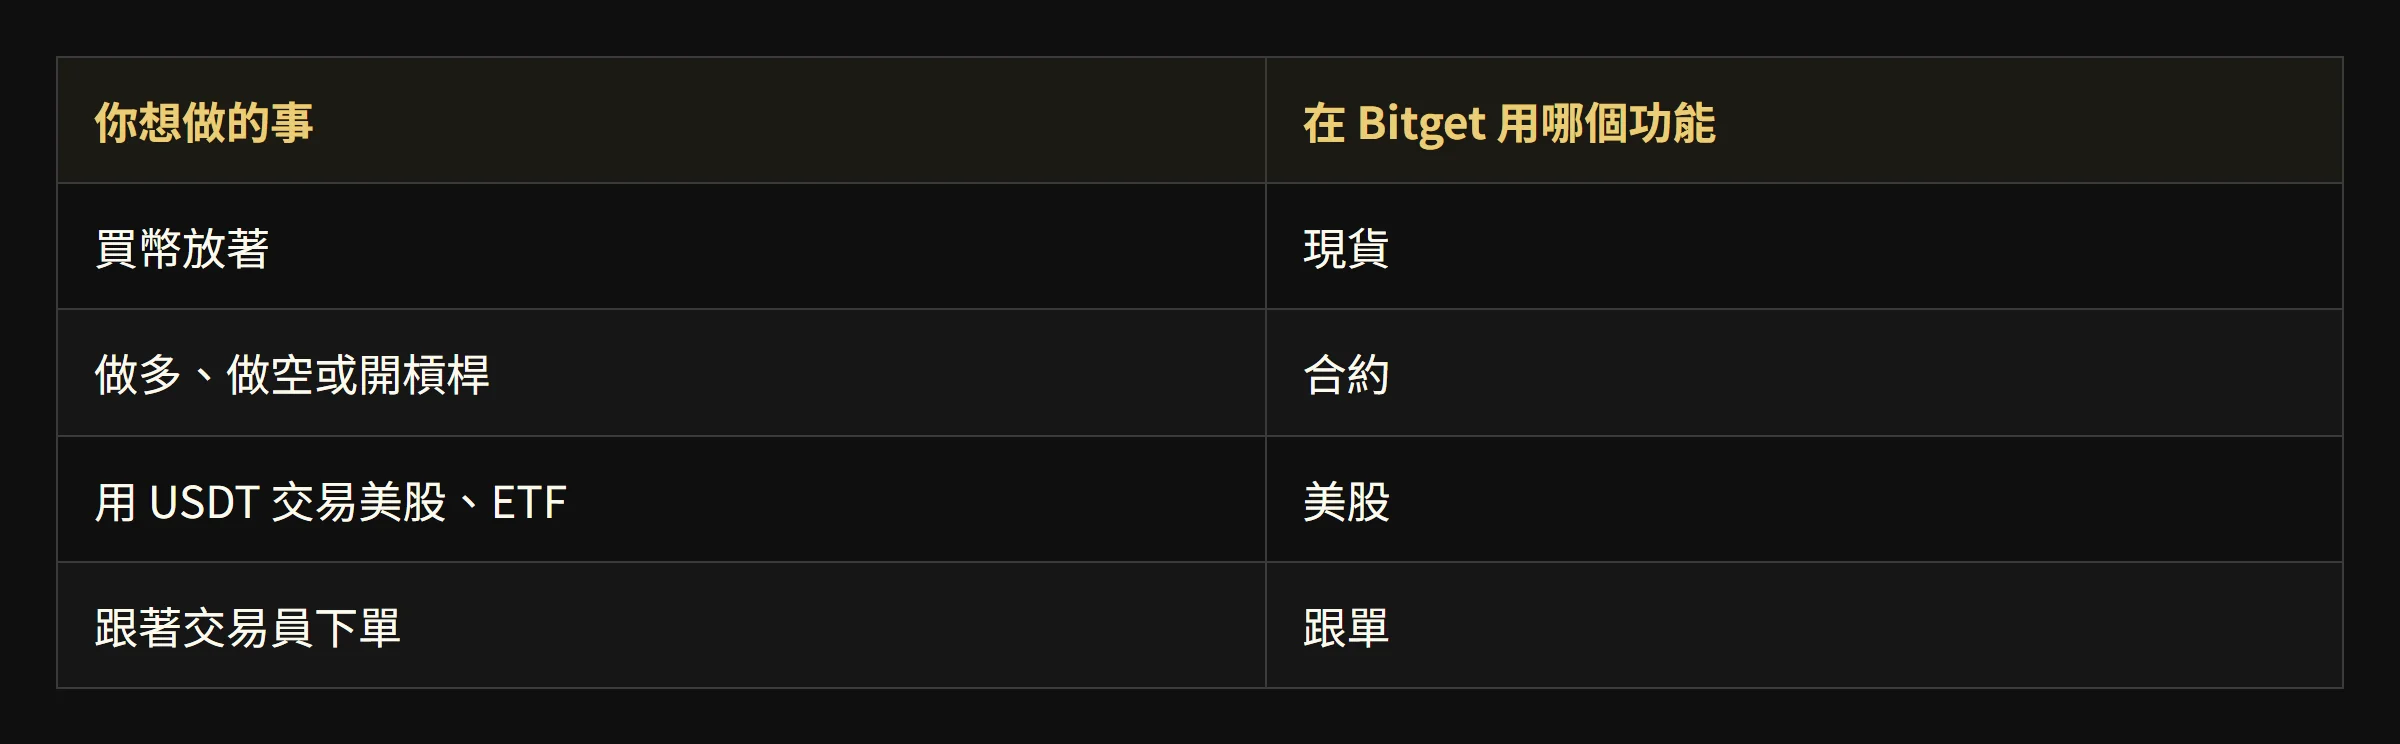 你想做的事
在 Bitget 用哪個功能
買幣放著
現貨
做多、做空或開槓桿
合約
用 USDT 交易美股、ETF
美股
跟著交易員下單
跟單